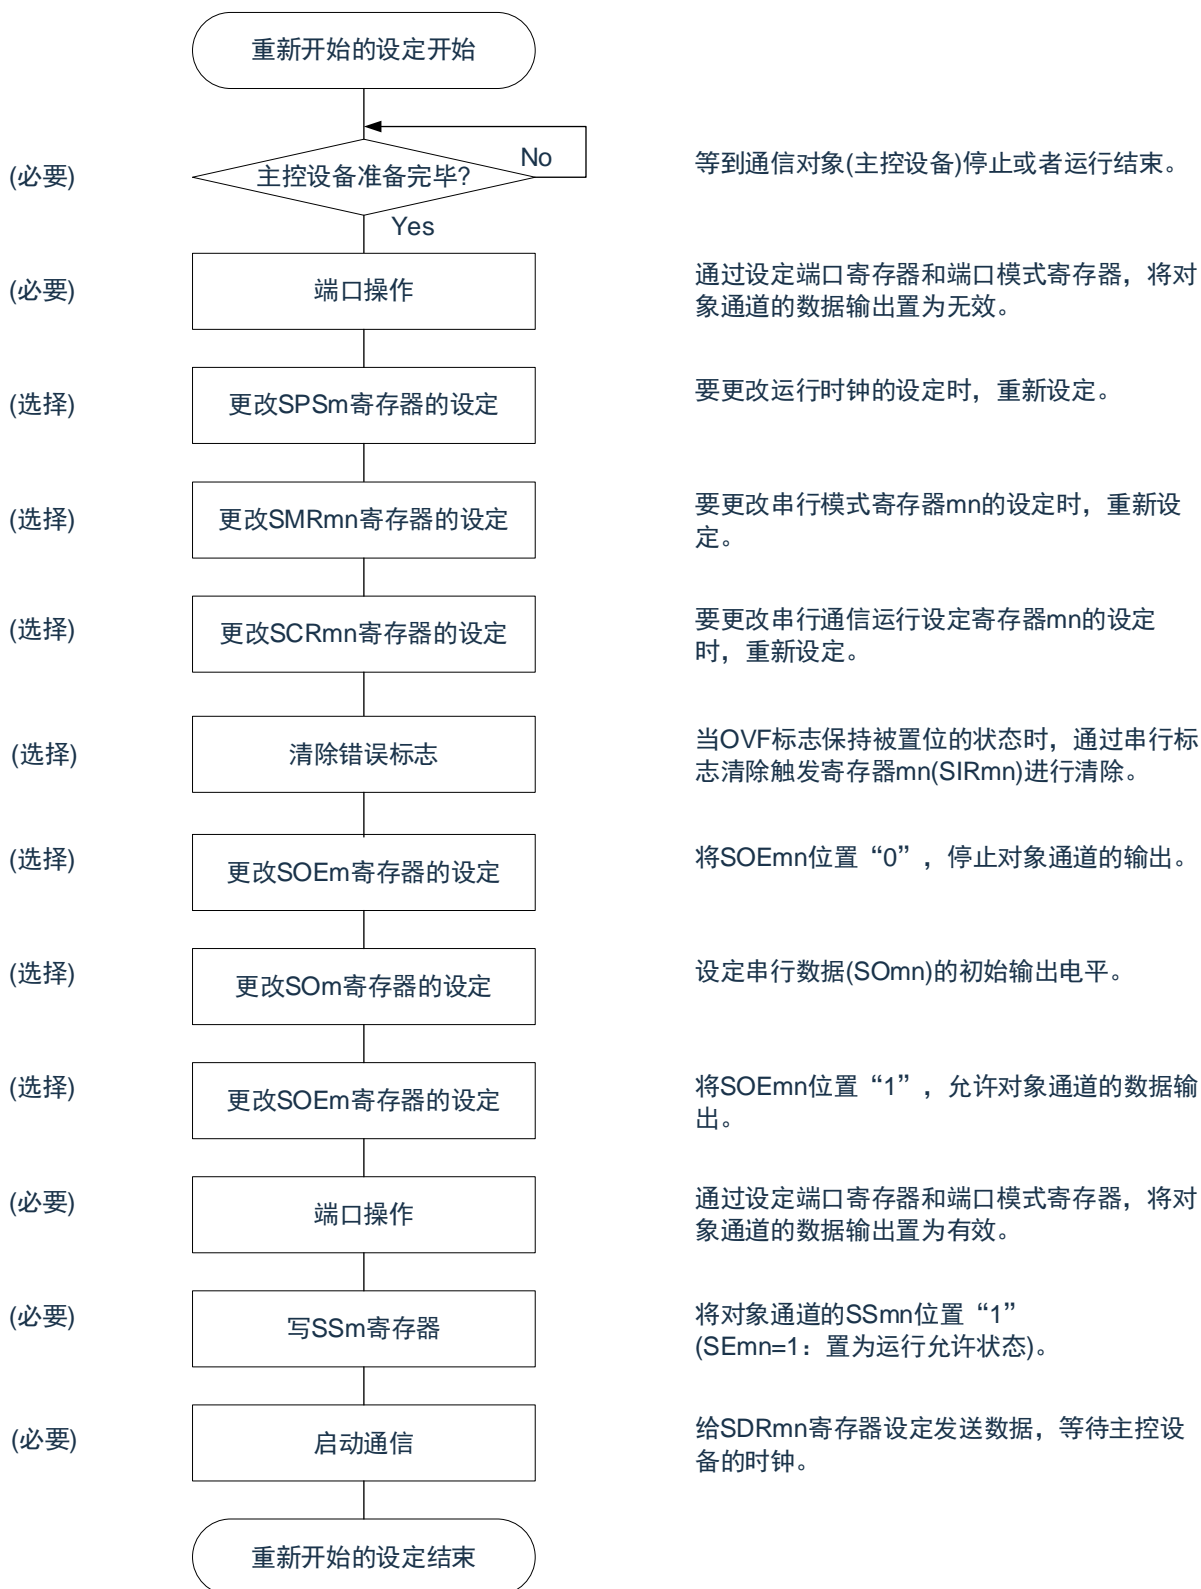 重新开始的设定开始
No
(必要)
主控设备准备完毕?
等到通信对象(主控设备)停止或者运行结束。
Yes
(必要)
端口操作
通过设定端口寄存器和端口模式寄存器，将对
象通道的数据输出置为无效。
(选择)
更改SPSm寄存器的设定
要更改运行时钟的设定时，重新设定。
(选择)
更改SMRmn寄存器的设定
要更改串行模式寄存器mn的设定时，重新设
定。
(选择)
更改SCRmn寄存器的设定
要更改串行通信运行设定寄存器mn的设定
时，重新设定。
(选择)
清除错误标志
当OVF标志保持被置位的状态时，通过串行标
志清除触发寄存器mn(SIRmn)进行清除。
(选择)
更改SOEm寄存器的设定
将SOEmn位置“0”，停止对象通道的输出。
(选择)
更改SOm寄存器的设定
设定串行数据(SOmn)的初始输出电平。
(选择)
更改SOEm寄存器的设定
将SOEmn位置“1”，允许对象通道的数据输
出。
(必要)
端口操作
通过设定端口寄存器和端口模式寄存器，将对
象通道的数据输出置为有效。
(必要)
写SSm寄存器
将对象通道的SSmn位置“1”
(SEmn=1：置为运行允许状态)。
(必要)
启动通信
给SDRmn寄存器设定发送数据，等待主控设
备的时钟。
重新开始的设定结束